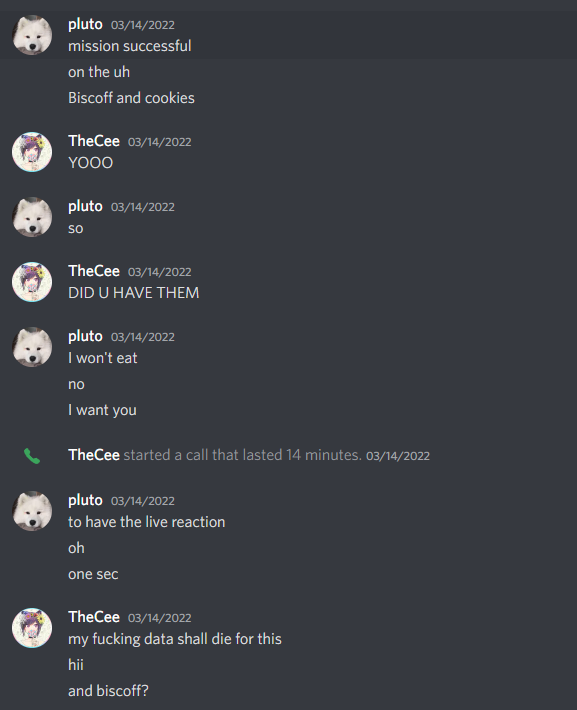 pluto 03/14/2022
mission successful
on the uh
Biscoff and cookies
TheCee 03/14/2022
YOOO
pluto 03/14/2022
so
TheCee 03/14/2022
DID U HAVE THEM
pluto 03/14/2022
I won't eat
no
I want you
TheCee started a call that lasted 14 minutes. 03/14/2022
pluto 03/14/2022
to have the live reaction
oh
one sec
TheCee 03/14/2022
my fucking data shall die for this
hii
and biscoff?